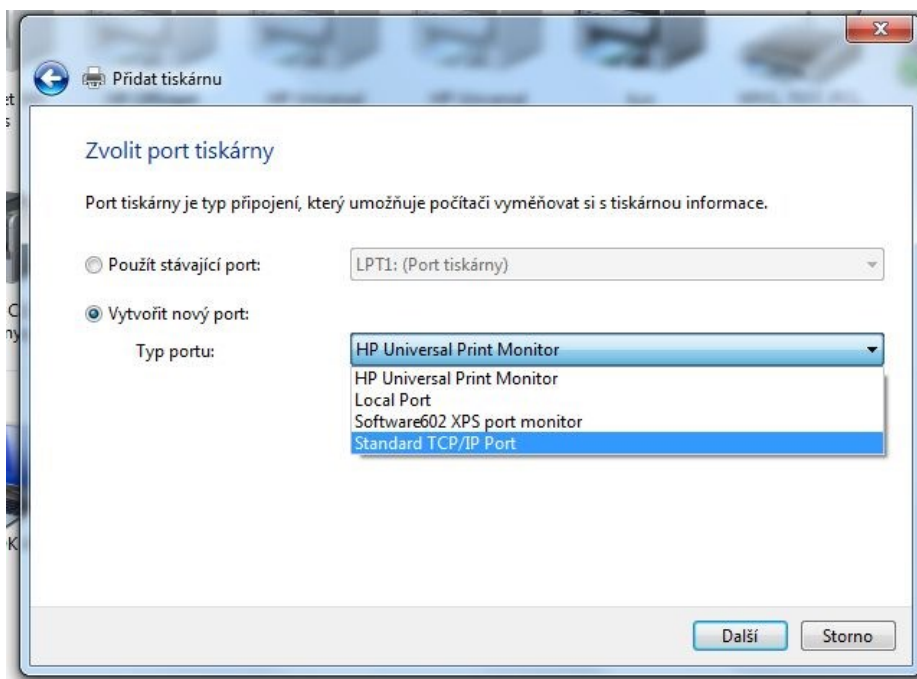 Přidat tiskárnu
Zvolit port tiskárny
Port tiskárny je typ připojení, který umožňuje počítači vyměňovat si s tiskárnou informace.
Použít stávající port:
LPT1: (Port tiskárny)
Vytvořit nový port:
Typ portu:
HP Universal Print Monitor
HP Universal Print Monitor
Local Port
Software602 XPS port monitor
Standard TCP/IP Port
Další
Storno